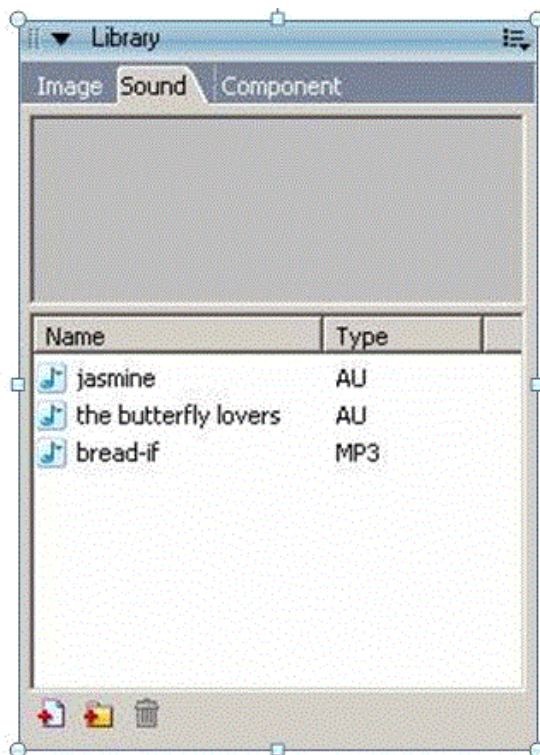 Library
Image Sound Component
Name Type
jasmine AU
the butterfly lovers AU
bread-if MP3